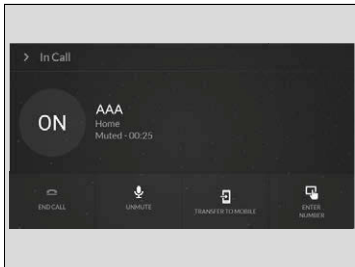 In Call
ON
AAA
Home
Muted - 00:25
END CALL
UNMUTE
TRANSFER TO MOBILE
ENTER
NUMBER